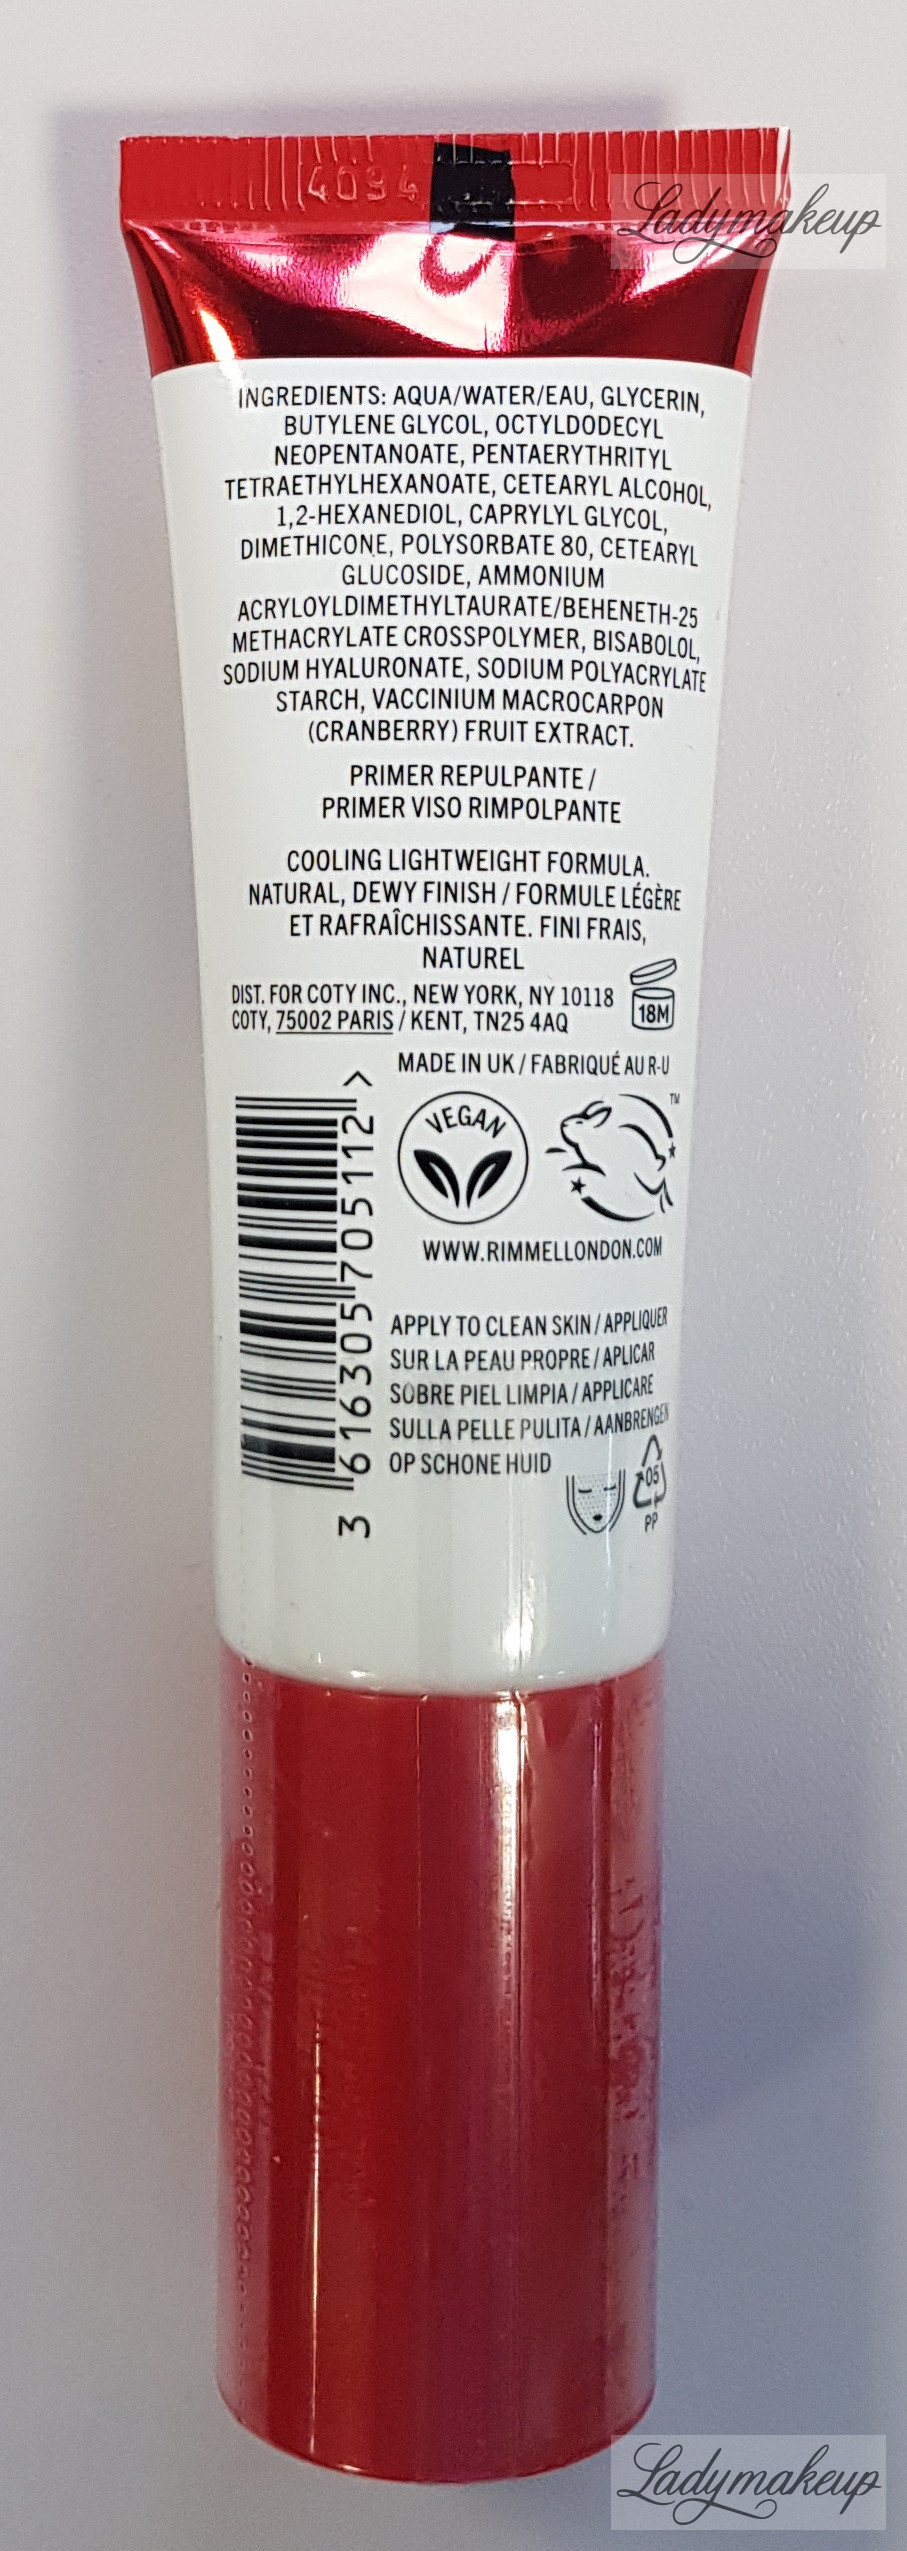 4094
Ladymakeup
INGREDIENTS: AQUA/WATER/EAU, GLYCERIN,
BUTYLENE GLYCOL, OCTYLDODECYL
NEOPENTANOATE, PENTAERYTHRITYL
TETRAETHYLHEXANOATE, CETEARYL ALCOHOL,
1,2-HEXANEDIOL, CAPRYLYL GLYCOL,
DIMETHICONE, POLYSORBATE 80, CETEARYL
GLUCOSIDE, AMMONIUM
ACRYLOYLDIMETHYLTAURATE/BEHENETH-25
METHACRYLATE CROSSPOLYMER, BISABOLOL,
SODIUM HYALURONATE, SODIUM POLYACRYLATE
STARCH, VACCINIUM MACROCARPON
(CRANBERRY) FRUIT EXTRACT.
PRIMER REPULPANTE /
PRIMER VISO RIMPOLPANTE
COOLING LIGHTWEIGHT FORMULA.
NATURAL, DEWY FINISH / FORMULE LÉGÈRE
ET RAFRAÎCHISSANTE. FINI FRAIS,
NATUREL
DIST. FOR COTY INC., NEW YORK, NY 10118
COTY, 75002 PARIS / KENT, TN25 4AQ
18M
MADE IN UK / FABRIQUÉ AU R-U
VEGAN
TM
WWW.RIMMELLONDON.COM
3 616305 705112 >
APPLY TO CLEAN SKIN / APPLIQUER
SUR LA PEAU PROPRE / APLICAR
SOBRE PIEL LIMPIA / APPLICARE
SULLA PELLE PULITA / AANBRENGEN
OP SCHONE HUID
05
PP
Ladymakeup